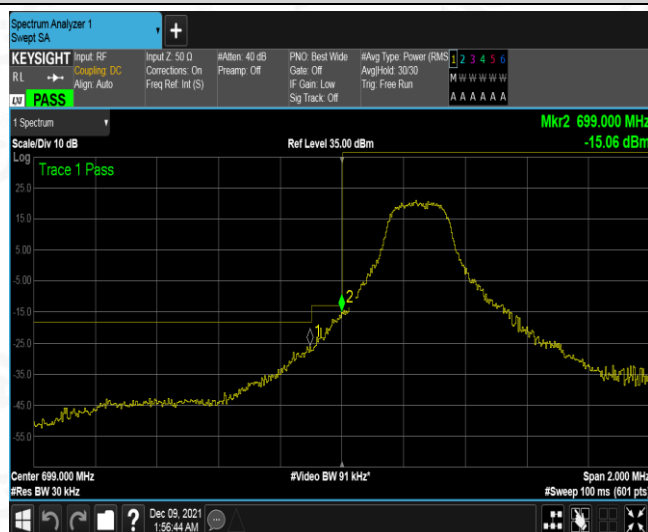 Spectrum Analyzer 1
Swept SA
+
KEYSIGHT Input: RF Input Z: 50 Ω #Atten: 40 dB PNO: Best Wide #Avg Type: Power (RMS 1 2 3 4 5 6
RL Coupling: DC Corrections: On Preamp: Off Gate: Off Avg|Hold: 30/30 M W W W W W
Align: Auto Freq Ref: Int (S) IF Gain: Low Trig: Free Run
LXI PASS Sig Track: Off A A A A A A
1 Spectrum Mkr2 699.000 MHz
Scale/Div 10 dB Ref Level 35.00 dBm -15.06 dBm
Log
Trace 1 Pass
25.0
15.0
5.00
-5.00
-15.0
-25.0
-35.0
-45.0
-55.0
2
1
Center 699.000 MHz #Video BW 91 kHz* Span 2.000 MHz
#Res BW 30 kHz #Sweep 100 ms (601 pts)
? Dec 09, 2021
1:56:44 AM